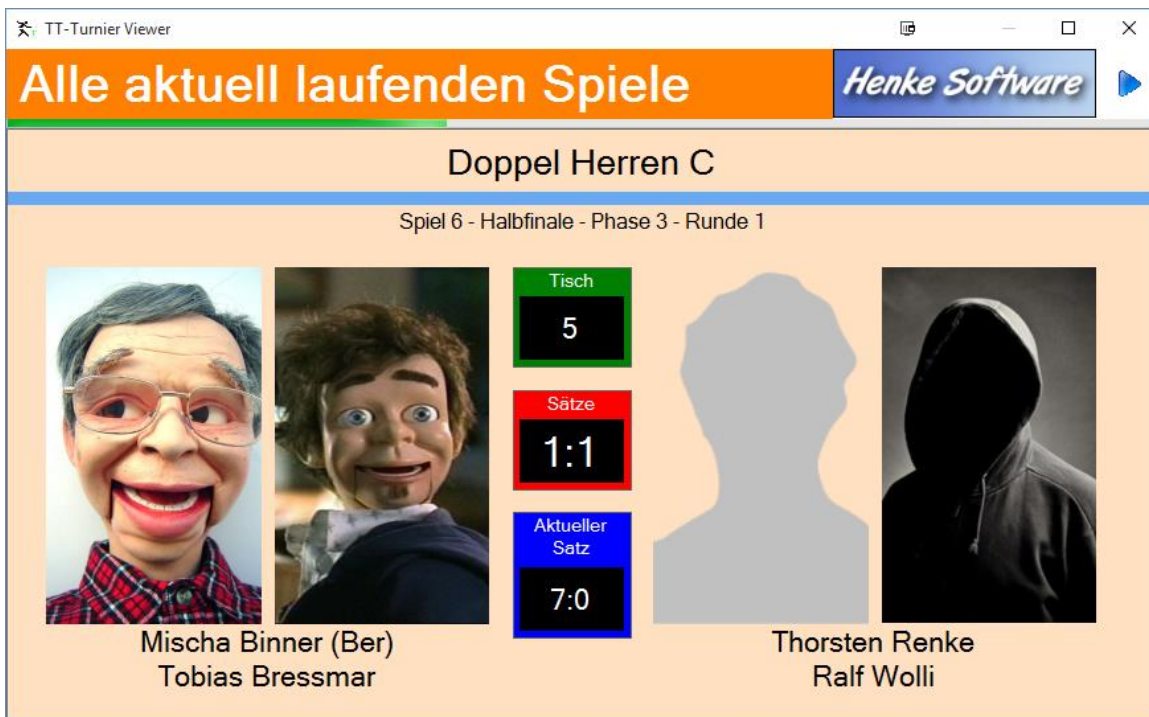 TT-Turnier Viewer
Alle aktuell laufenden Spiele
Henke Software
Doppel Herren C
Spiel 6 - Halbfinale - Phase 3 - Runde 1
Tisch
5
Sätze
1:1
Aktueller
Satz
7:0
Mischa Binner (Ber)
Tobias Bressmar
Thorsten Renke
Ralf Wolli